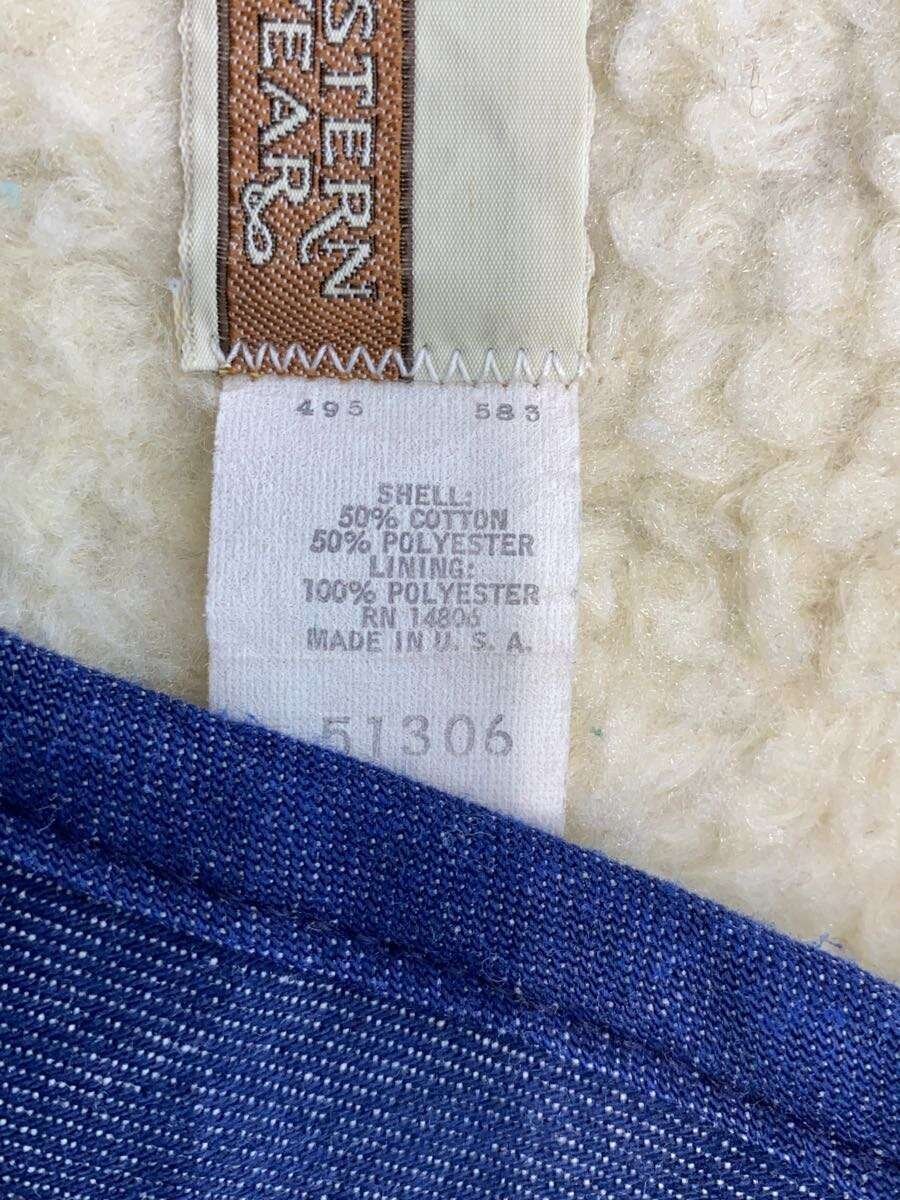 STERN
EAR
495 583
SHELL:
50% COTTON
50% POLYESTER
LINING:
100% POLYESTER
RN 14806
MADE IN U. S. A.
51306